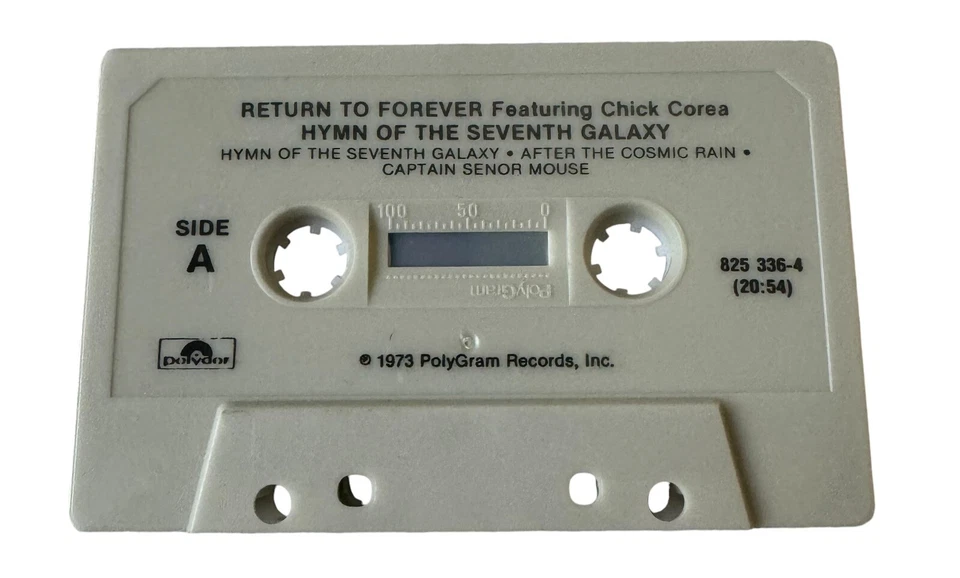 RETURN TO FOREVER Featuring Chick Corea
HYMN OF THE SEVENTH GALAXY
HYMN OF THE SEVENTH GALAXY • AFTER THE COSMIC RAIN •
CAPTAIN SENOR MOUSE
SIDE
A
100 50 0
PolyGram
825 336-4
(20:54)
polydor
℗ 1973 PolyGram Records, Inc.